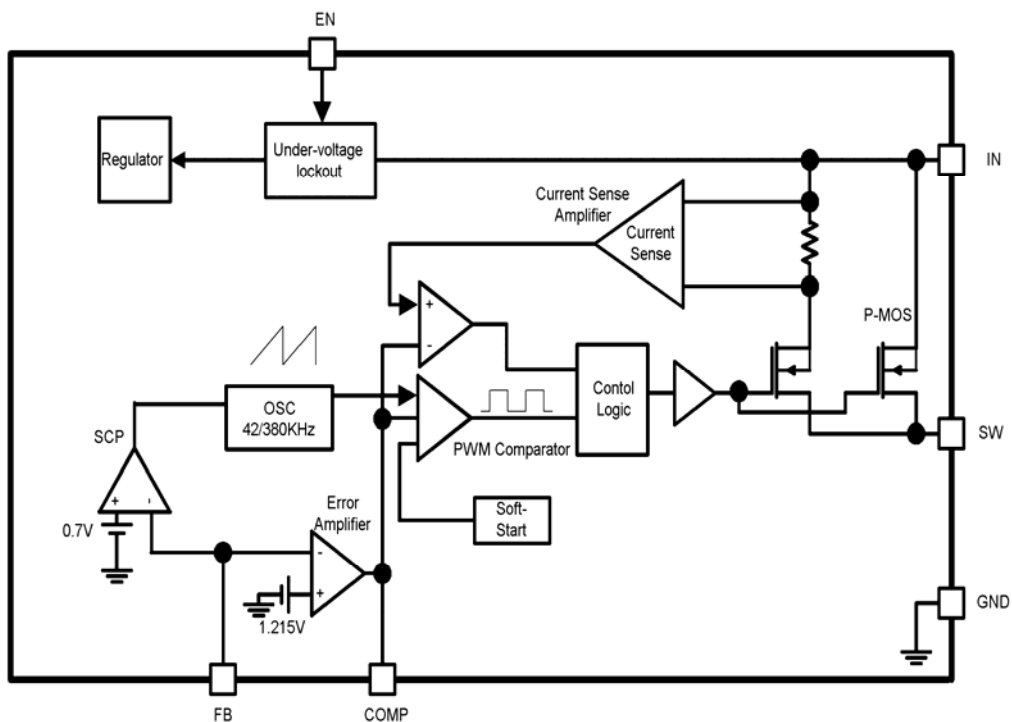 EN
Regulator
Under-voltage
lockout
IN
Current Sense
Amplifier
Current
Sense
P-MOS
+
-
OSC
42/380KHz
Contol
Logic
SCP
PWM Comparator
SW
+ -
0.7V
Error
Amplifier
Soft-
Start
-
+
1.215V
GND
FB
COMP